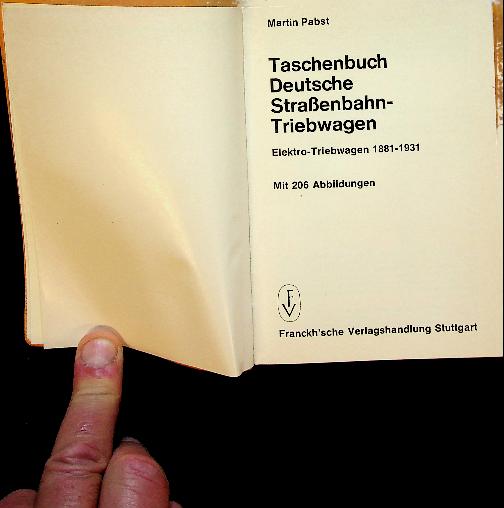 Martin Pabst
Taschenbuch
Deutsche
Straßenbahn-
Triebwagen
Elektro-Triebwagen 1881-1931
Mit 206 Abbildungen
F
V
Franckh'sche Verlagshandlung Stuttgart